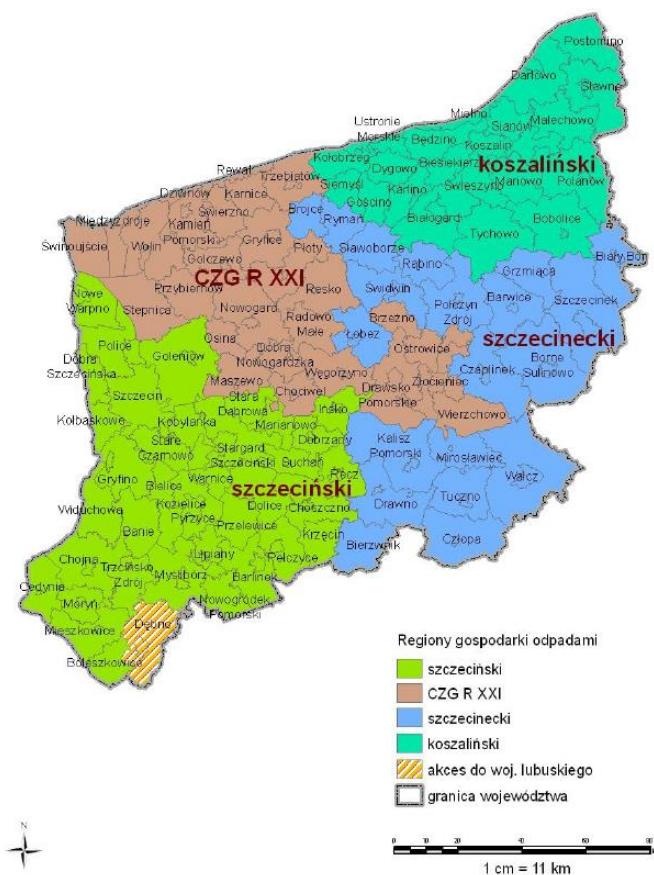 Postomino
Darłowo
Sławno
Mielno
Malechowo
Ustronie
Morskie
Sianów
Będzino
Koszalin
Kołobrzeg
Dygowo
Biesiekierz
koszaliński
Rewal
Trzebiatów
Siemyśl
Karlino
Świeszyno
Manowo
Polanów
Dziwnów
Karnice
Gościno
Białogard
Bobolice
Międzyzdroje
Świerzno
Brojce
Rymań
Tychowo
Kamień
Pomorski
Gryfice
Świnoujście
Wolin
Płoty
Sławoborze
Biały Bór
Golczewo
Rąbino
Grzmiąca
CZG R XXI
Świdwin
Nowe
Warpno
Przybiernów
Resko
Połczyn
Zdrój
Barwice
Szczecinek
Stepnica
Nowogard
Radowo
Małe
Brzeżno
szczecinecki
Police
Osina
Łobez
Ostrowice
Dobra
Szczecińska
Goleniów
Dobra
Nowogardzka
Borne
Sulinowo
Maszewo
Węgorzyno
Czaplinek
Szczecin
Chociwel
Drawsko
Pomorskie
Złocieniec
Stara
Dąbrowa
Ińsko
Wierzchowo
Kołbaskowo
Kobylanka
Marianowo
Dobrzany
Stare
Czarnowo
Stargard
Szczeciński
Kalisz
Pomorski
Mirosławiec
Suchań
Recz
Wałcz
Gryfino
Bielice
Warnice
szczeciński
Tuczno
Widuchowa
Kozielice
Dolice
Choszczno
Drawno
Pyrzyce
Przelewice
Banie
Krzęcin
Człopa
Lipiany
Bierzwnik
Chojna
Pełczyce
Trzcińsko
Zdrój
Myślibórz
Barlinek
Cedynia
Moryń
Nowogródek
Pomorski
Mieszkowice
Dębno
Boleszkowice
Regiony gospodarki odpadami
szczeciński
CZG R XXI
szczecinecki
koszaliński
akces do woj. lubuskiego
granica województwa
N
0 10 20 40 60 80
1 cm = 11 km